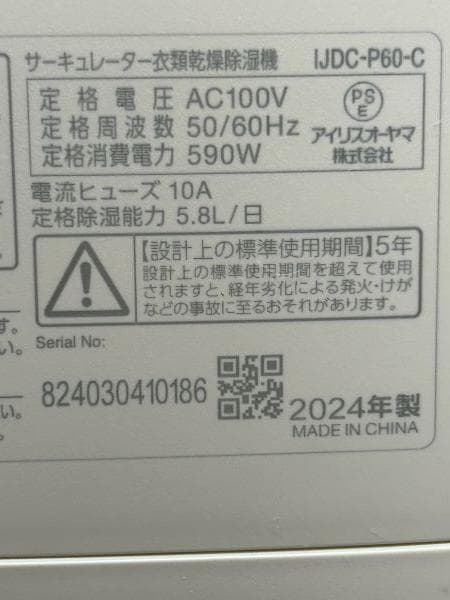 サーキュレーター衣類乾燥除湿機 IJDC-P60-C
定格電圧 AC100V
定格周波数 50/60Hz
定格消費電力 590W
PS
E
アイリスオーヤマ
株式会社
電流ヒューズ 10A
定格除湿能力 5.8L/日
【設計上の標準使用期間】5年
設計上の標準使用期間を超えて使用
されますと、経年劣化による発火・けが
などの事故に至るおそれがあります。
す。
い。
Serial No:
824030410186
2024年製
MADE IN CHINA
い。